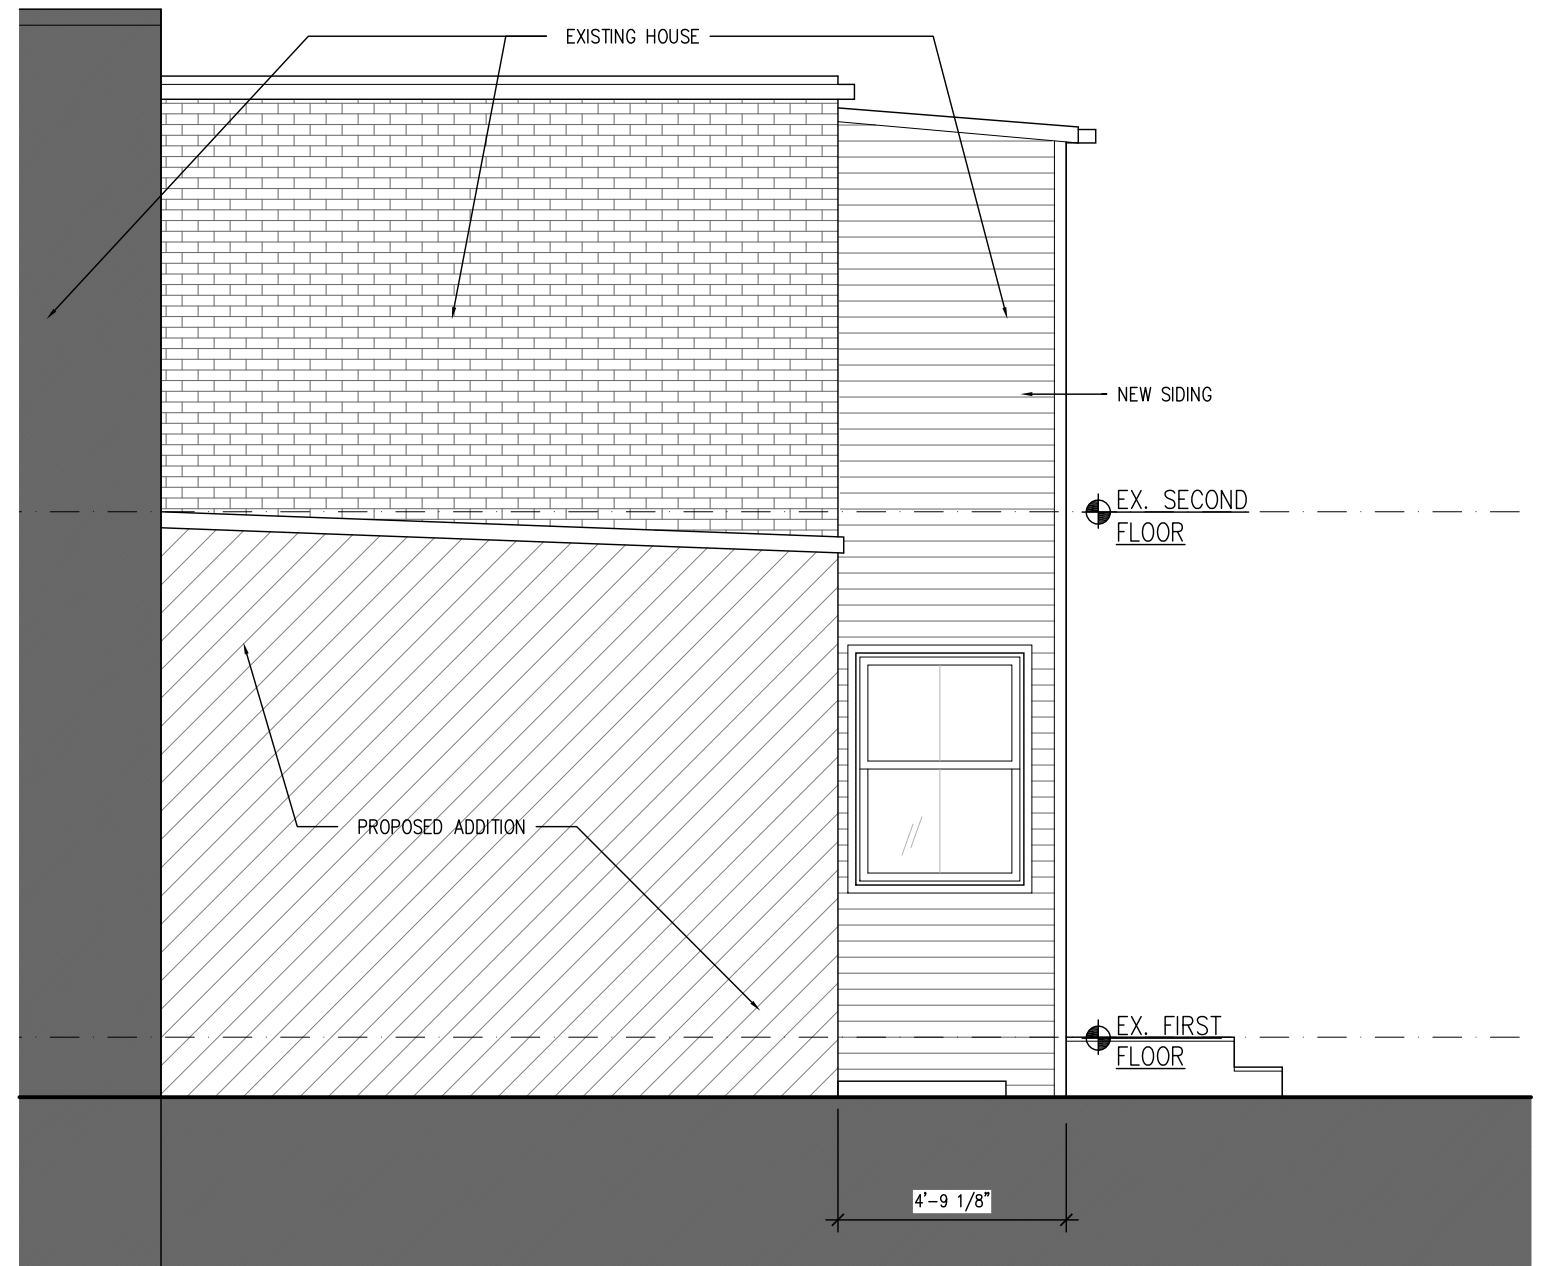 EXISTING HOUSE
NEW SIDING
EX. SECOND
FLOOR
PROPOSED ADDITION
EX. FIRST
FLOOR
4'-9 1/8"